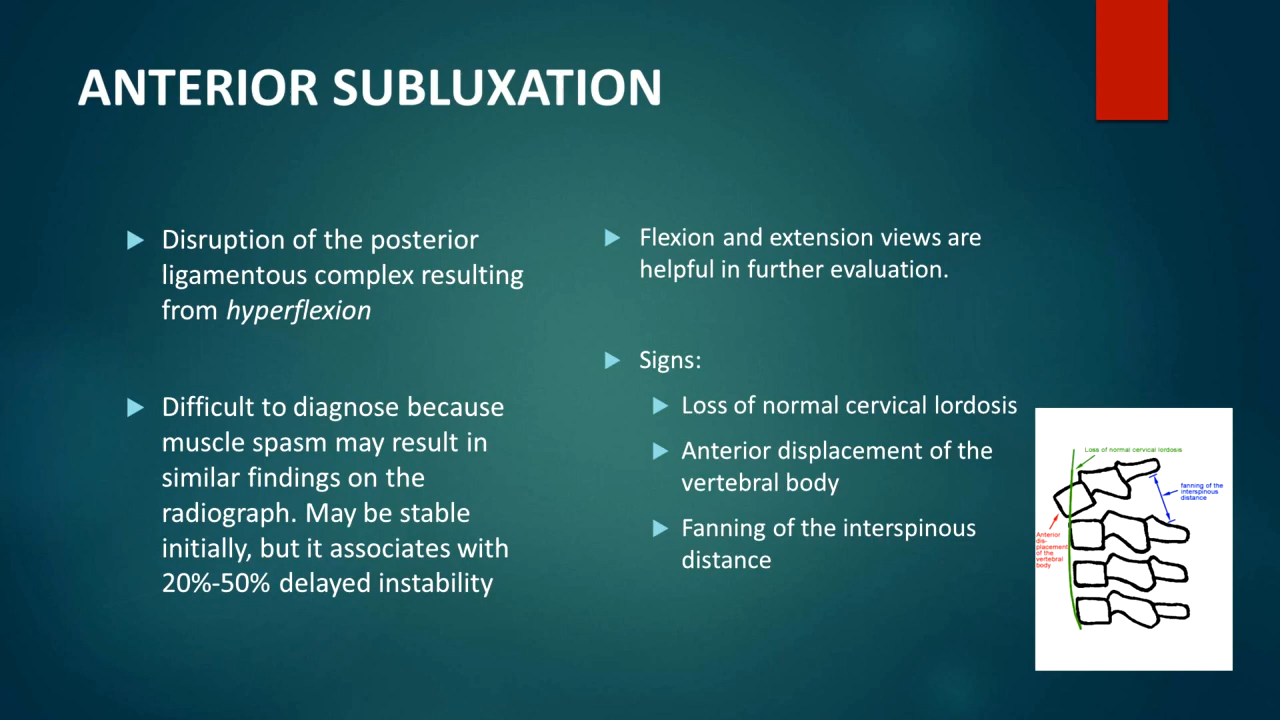 ANTERIOR SUBLUXATION
Disruption of the posterior
ligamentous complex resulting
from hyperflexion
Difficult to diagnose because
muscle spasm may result in
similar findings on the
radiograph. May be stable
initially, but it associates with
20%-50% delayed instability
Flexion and extension views are
helpful in further evaluation.
Signs:
Loss of normal cervical lordosis
Anterior displacement of the
vertebral body
Fanning of the interspinous
distance
Loss of normal cervical lordosis
fanning of the
interspinous
distance
Anterior
dis-
placement
of the
vertebral
body